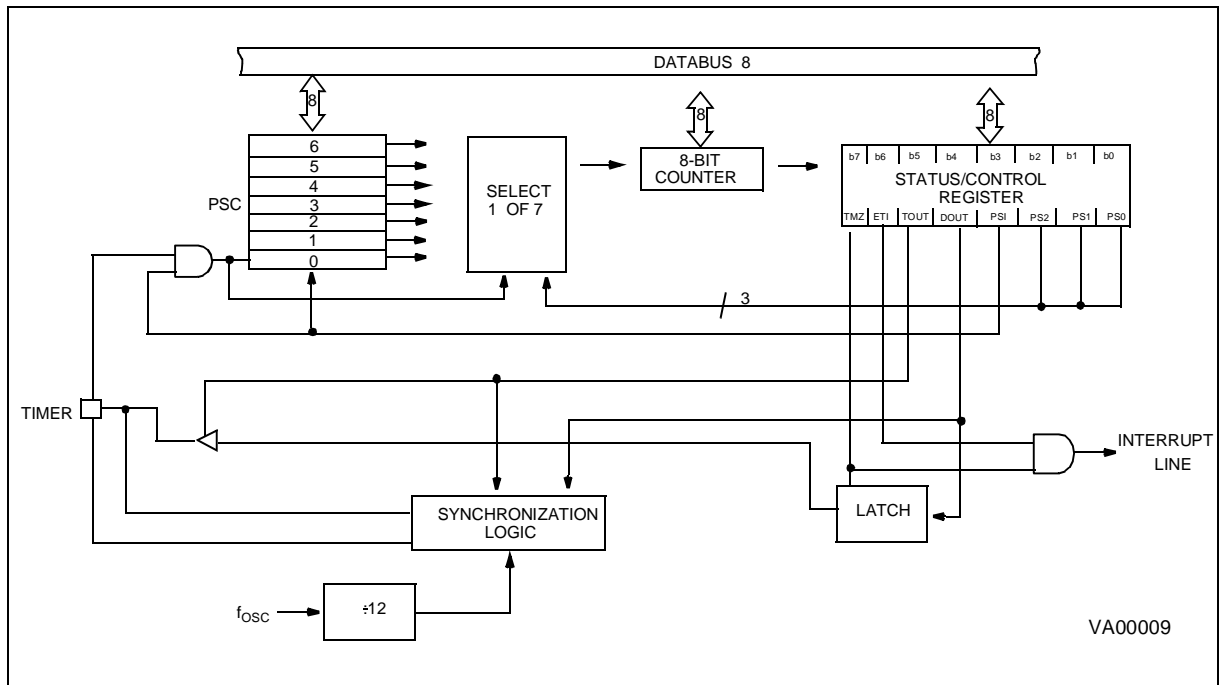 DATABUS 8
8
8
8
6
5
4
3
2
1
0
PSC
SELECT
1 OF 7
8-BIT
COUNTER
b7 b6 b5 b4 b3 b2 b1 b0
STATUS/CONTROL
REGISTER
TMZ ETI TOUT DOUT PSI PS2 PS1 PS0
3
TIMER
INTERRUPT
LINE
LATCH
SYNCHRONIZATION
LOGIC
fOSC
÷12
VA00009